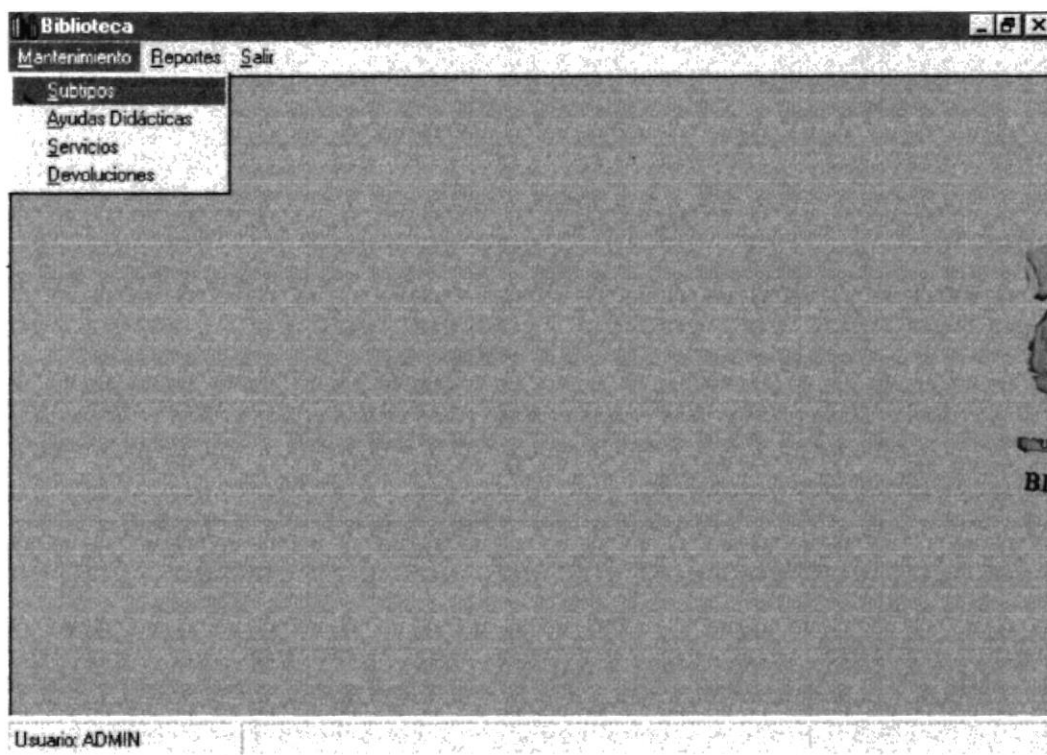 Biblioteca
Mantenimiento Reportes Salir
Subtipos
Ayudas Didácticas
Servicios
Devoluciones
Usuario: ADMIN